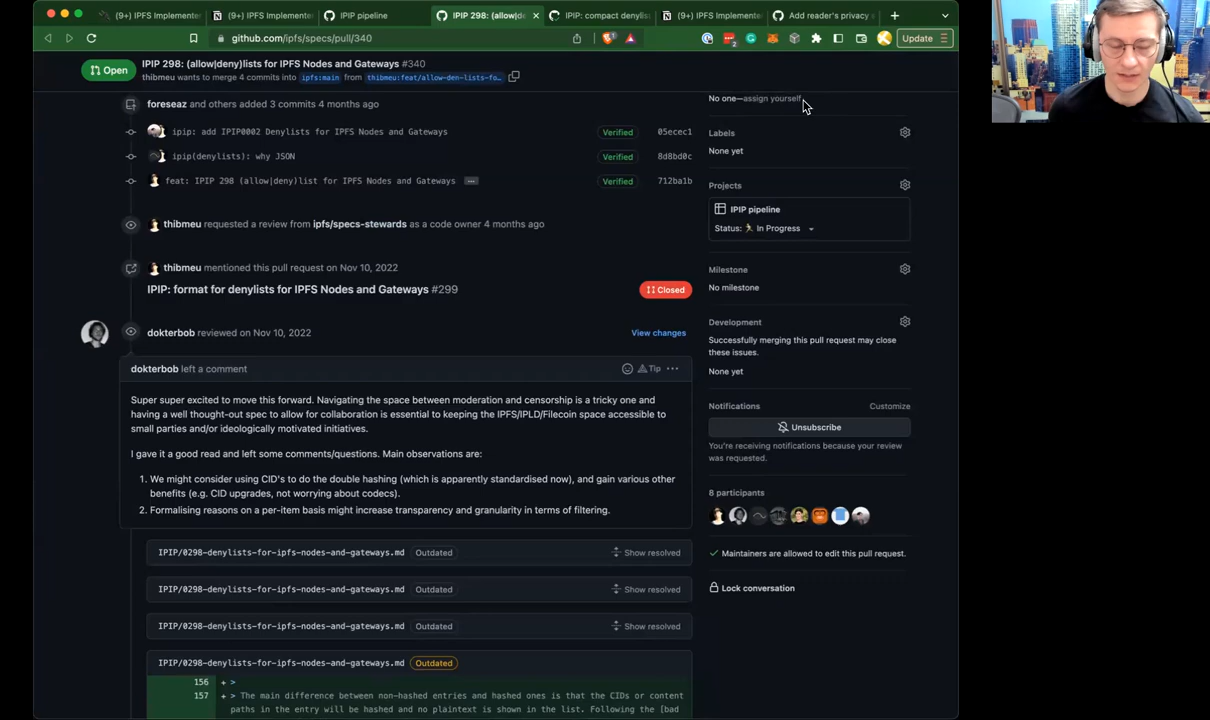 (9+) IPFS Implementer
(9+) IPFS Implementer
IPIP pipeline
IPIP 298: (allow|deny)l
IPIP: compact denylis
(9+) IPFS Implementer
Add reader's privacy s
github.com/ipfs/specs/pull/340
Update
Open
IPIP 298: (allow|deny)lists for IPFS Nodes and Gateways #340
thibmeu wants to merge 4 commits into ipfs:main from thibmeu:feat/allow-den-lists-fo…
foreseaz and others added 3 commits 4 months ago
ipip: add IPIP0002 Denylists for IPFS Nodes and Gateways
Verified
05ecec1
ipip(denylists): why JSON
Verified
8d8bd0c
feat: IPIP 298 (allow|deny)list for IPFS Nodes and Gateways …
Verified
712ba1b
thibmeu requested a review from ipfs/specs-stewards as a code owner 4 months ago
thibmeu mentioned this pull request on Nov 10, 2022
IPIP: format for denylists for IPFS Nodes and Gateways #299
Closed
dokterbob reviewed on Nov 10, 2022
View changes
dokterbob left a comment
Tip
Super super excited to move this forward. Navigating the space between moderation and censorship is a tricky one and
having a well thought-out spec to allow for collaboration is essential to keeping the IPFS/IPLD/Filecoin space accessible to
small parties and/or ideologically motivated initiatives.
I gave it a good read and left some comments/questions. Main observations are:
1. We might consider using CID's to do the double hashing (which is apparently standardised now), and gain various other
benefits (e.g. CID upgrades, not worrying about codecs).
2. Formalising reasons on a per-item basis might increase transparency and granularity in terms of filtering.
IPIP/0298-denylists-for-ipfs-nodes-and-gateways.md Outdated
Show resolved
IPIP/0298-denylists-for-ipfs-nodes-and-gateways.md Outdated
Show resolved
IPIP/0298-denylists-for-ipfs-nodes-and-gateways.md Outdated
Show resolved
IPIP/0298-denylists-for-ipfs-nodes-and-gateways.md Outdated
156 + >
157 + > The main difference between non-hashed entries and hashed ones is that the CIDs or content
paths in the entry will be hashed and no plaintext is shown in the list. Following the [bad
No one—assign yourself
Labels
None yet
Projects
IPIP pipeline
Status: In Progress
Milestone
No milestone
Development
Successfully merging this pull request may close
these issues.
None yet
Notifications
Customize
Unsubscribe
You're receiving notifications because your review
was requested.
8 participants
Maintainers are allowed to edit this pull request.
Lock conversation